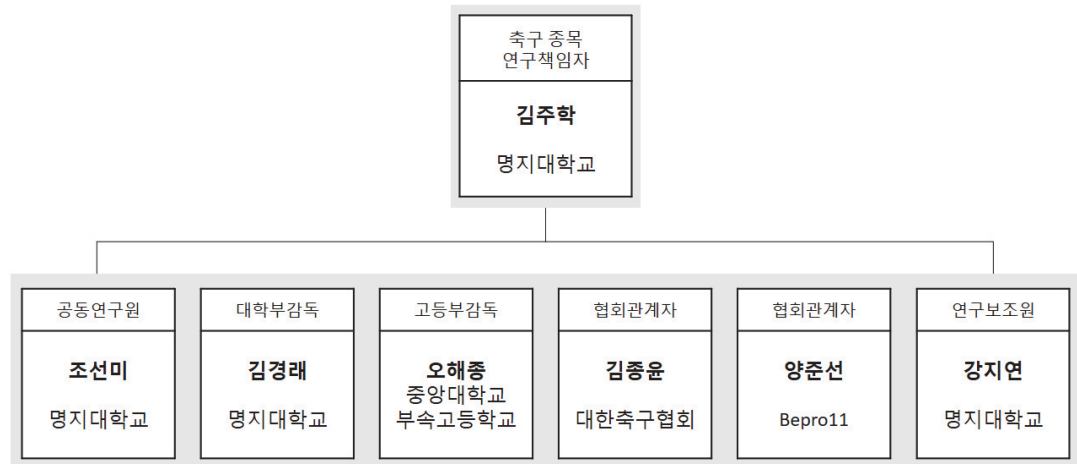 축구 종목
연구책임자
김주학
명지대학교
공동연구원
조선미
명지대학교
대학부감독
김경래
명지대학교
고등부감독
오해종
중앙대학교
부속고등학교
협회관계자
김종윤
대한축구협회
협회관계자
양준선
Bepro11
연구보조원
강지연
명지대학교